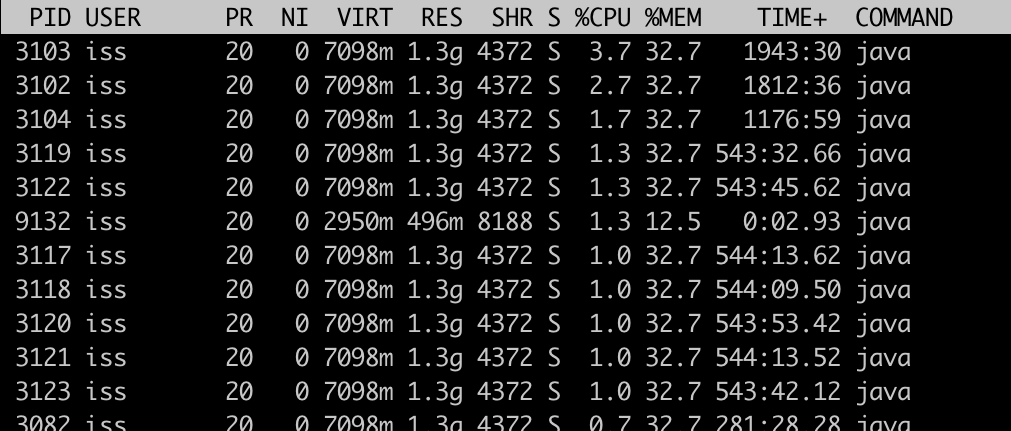 PID USER PR NI VIRT RES SHR S %CPU %MEM TIME+ COMMAND
3103 iss 20 0 7098m 1.3g 4372 S 3.7 32.7 1943:30 java
3102 iss 20 0 7098m 1.3g 4372 S 2.7 32.7 1812:36 java
3104 iss 20 0 7098m 1.3g 4372 S 1.7 32.7 1176:59 java
3119 iss 20 0 7098m 1.3g 4372 S 1.3 32.7 543:32.66 java
3122 iss 20 0 7098m 1.3g 4372 S 1.3 32.7 543:45.62 java
9132 iss 20 0 2950m 496m 8188 S 1.3 12.5 0:02.93 java
3117 iss 20 0 7098m 1.3g 4372 S 1.0 32.7 544:13.62 java
3118 iss 20 0 7098m 1.3g 4372 S 1.0 32.7 544:09.50 java
3120 iss 20 0 7098m 1.3g 4372 S 1.0 32.7 543:53.42 java
3121 iss 20 0 7098m 1.3g 4372 S 1.0 32.7 544:13.52 java
3123 iss 20 0 7098m 1.3g 4372 S 1.0 32.7 543:42.12 java
3082 iss 20 0 7098m 1.3g 4372 S 0.7 32.7 281:28.28 java